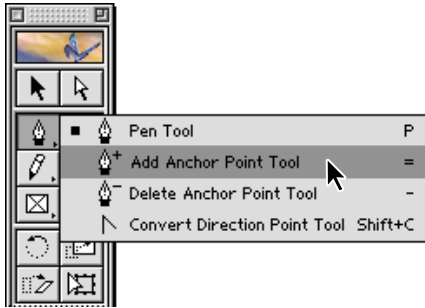 Pen Tool P
Add Anchor Point Tool =
Delete Anchor Point Tool -
Convert Direction Point Tool Shift+C